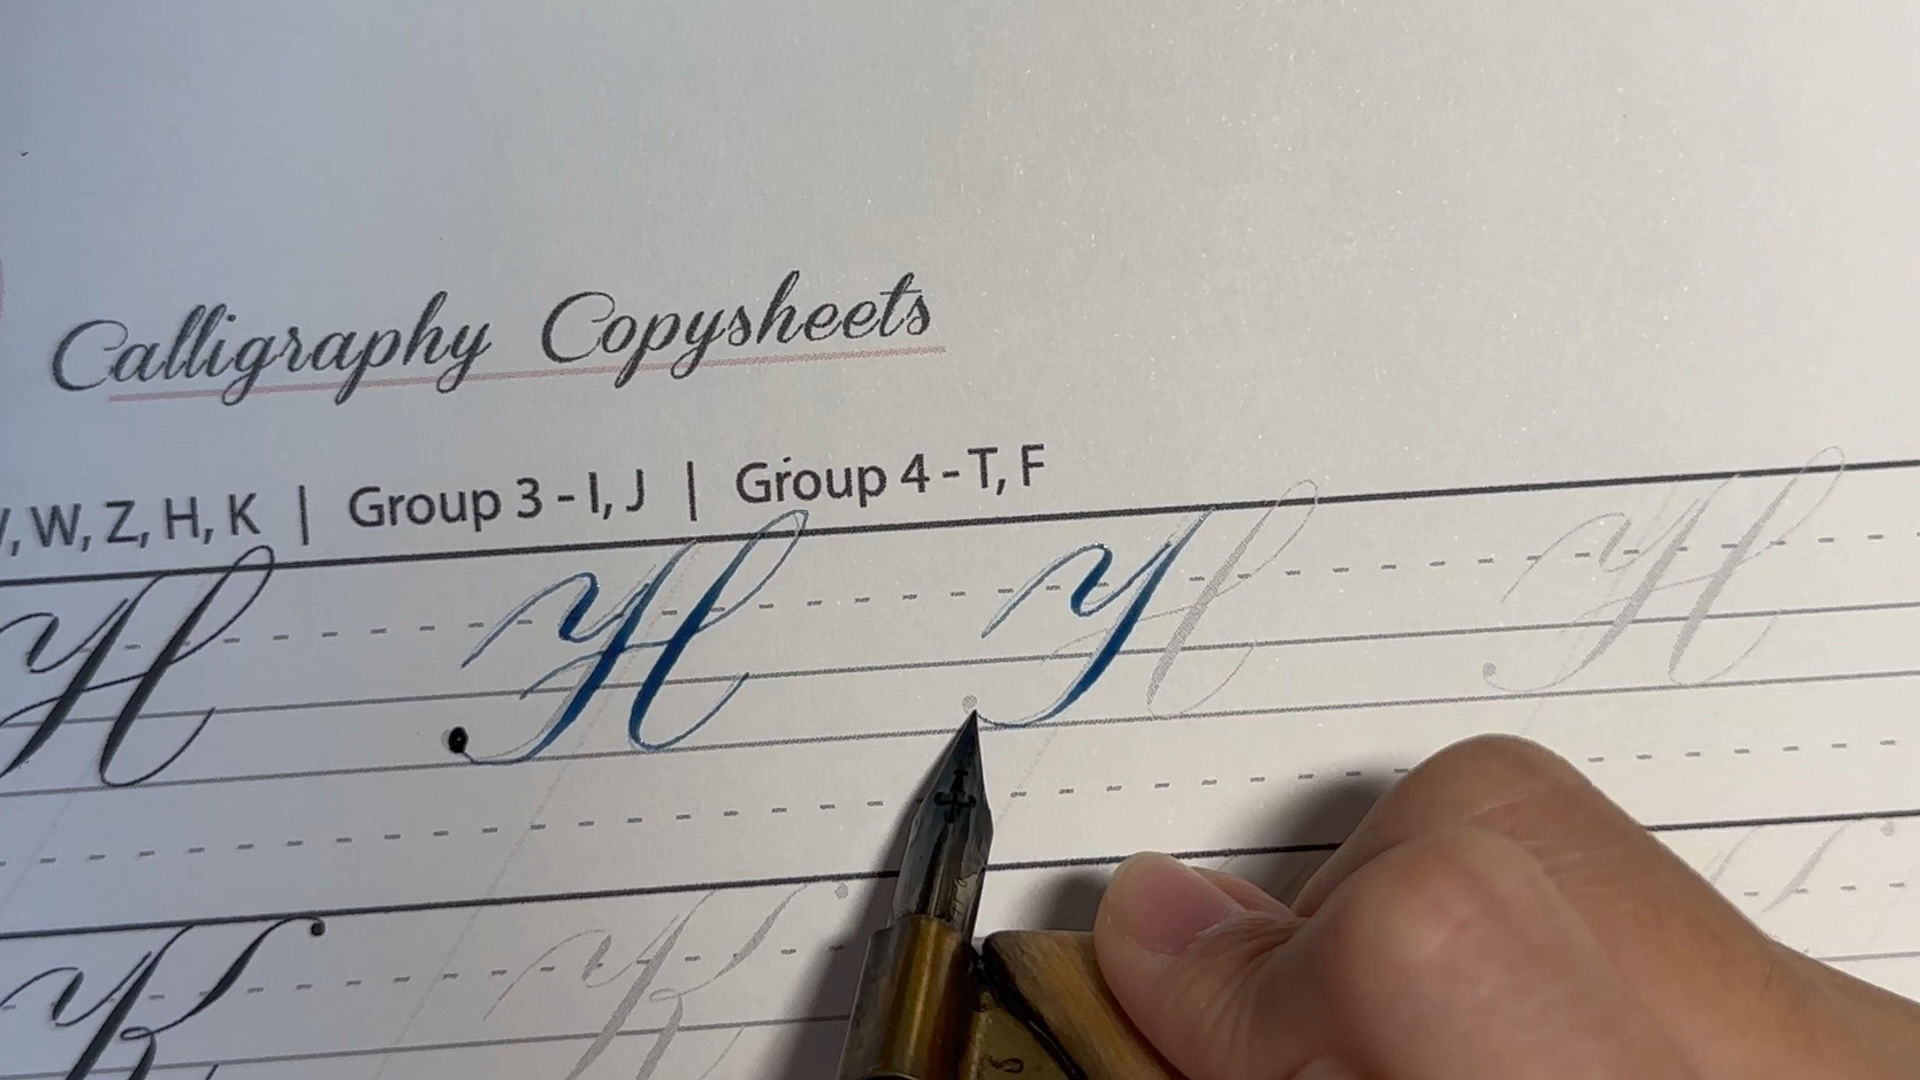 Calligraphy Copysheets
, W, Z, H, K | Group 3 - I, J | Group 4 - T, F
H H H H
K K